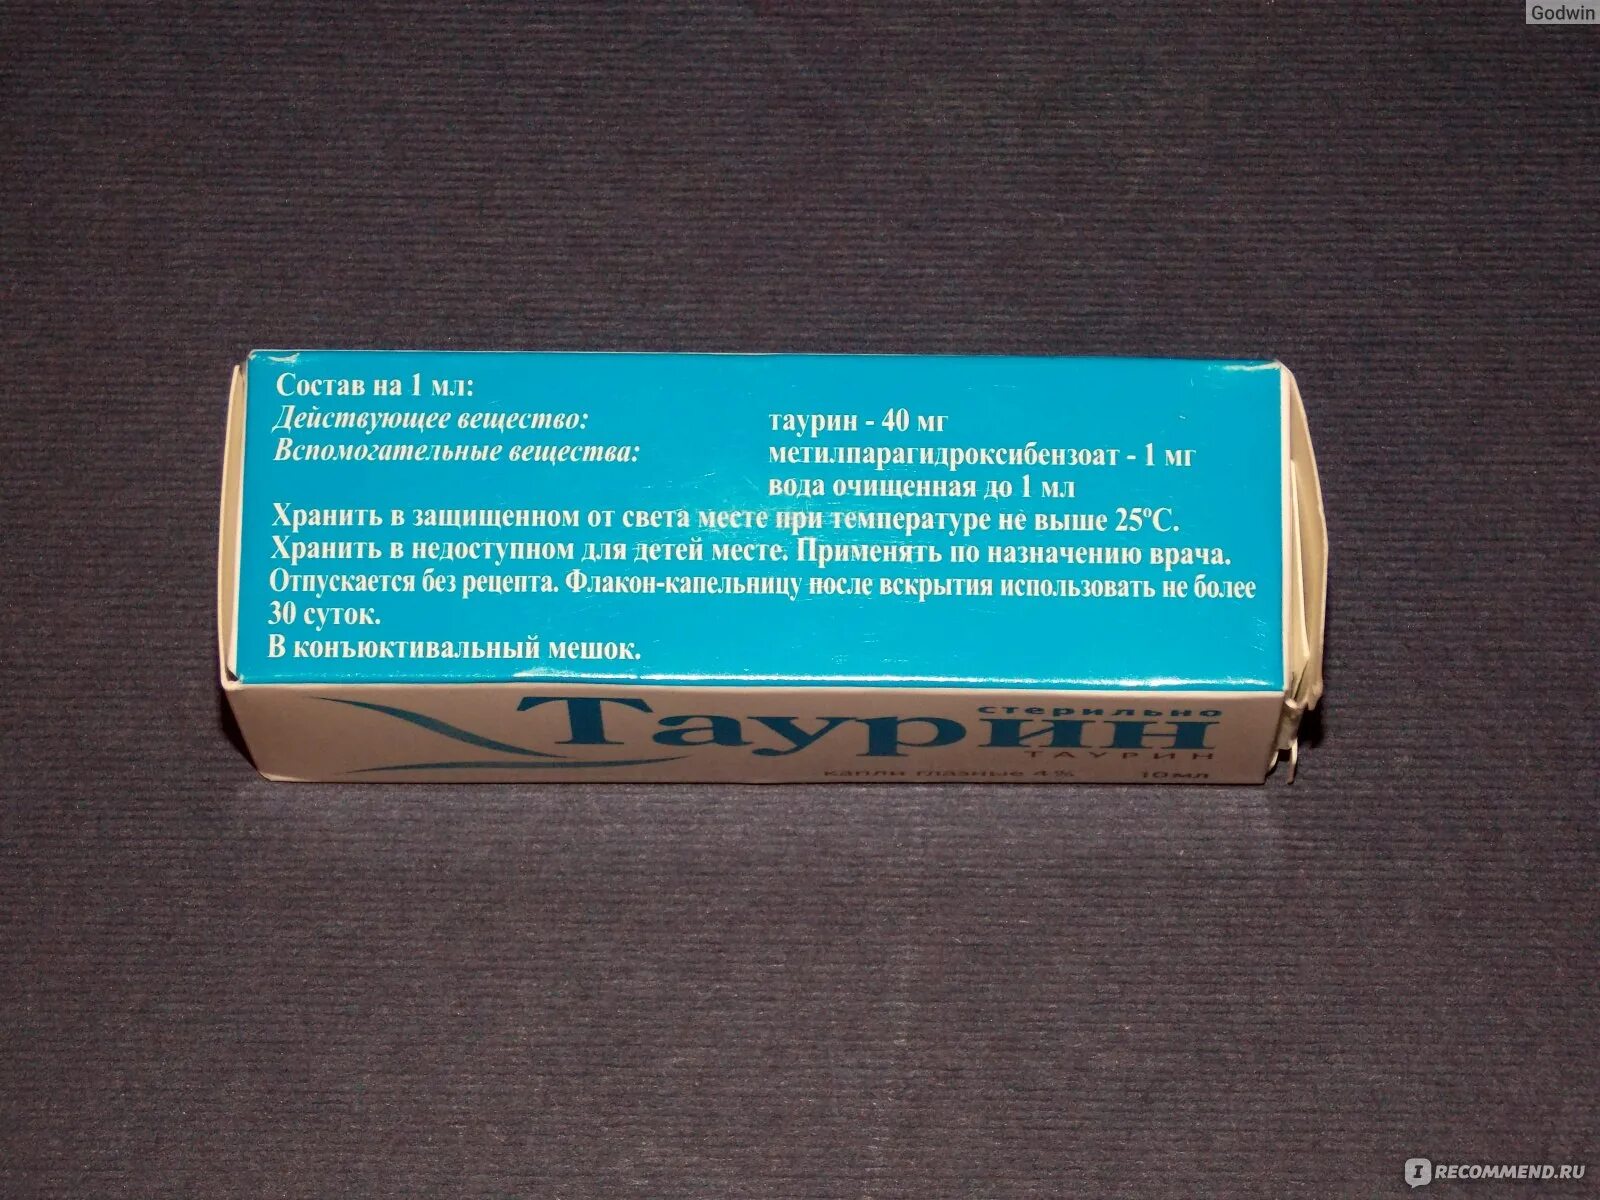 Godwin
Состав на 1 мл:
Действующее вещество: таурин - 40 мг
Вспомогательные вещества: метилпарагидроксибензоат - 1 мг
вода очищенная до 1 мл
Хранить в защищенном от света месте при температуре не выше 25ºС.
Хранить в недоступном для детей месте. Применять по назначению врача.
Отпускается без рецепта. Флакон-капельницу после вскрытия использовать не более
30 суток.
В конъюктивальный мешок.
стерильно
Таурин
ТАУРИН
капли глазные 4% 10мл
IRECOMMEND.RU